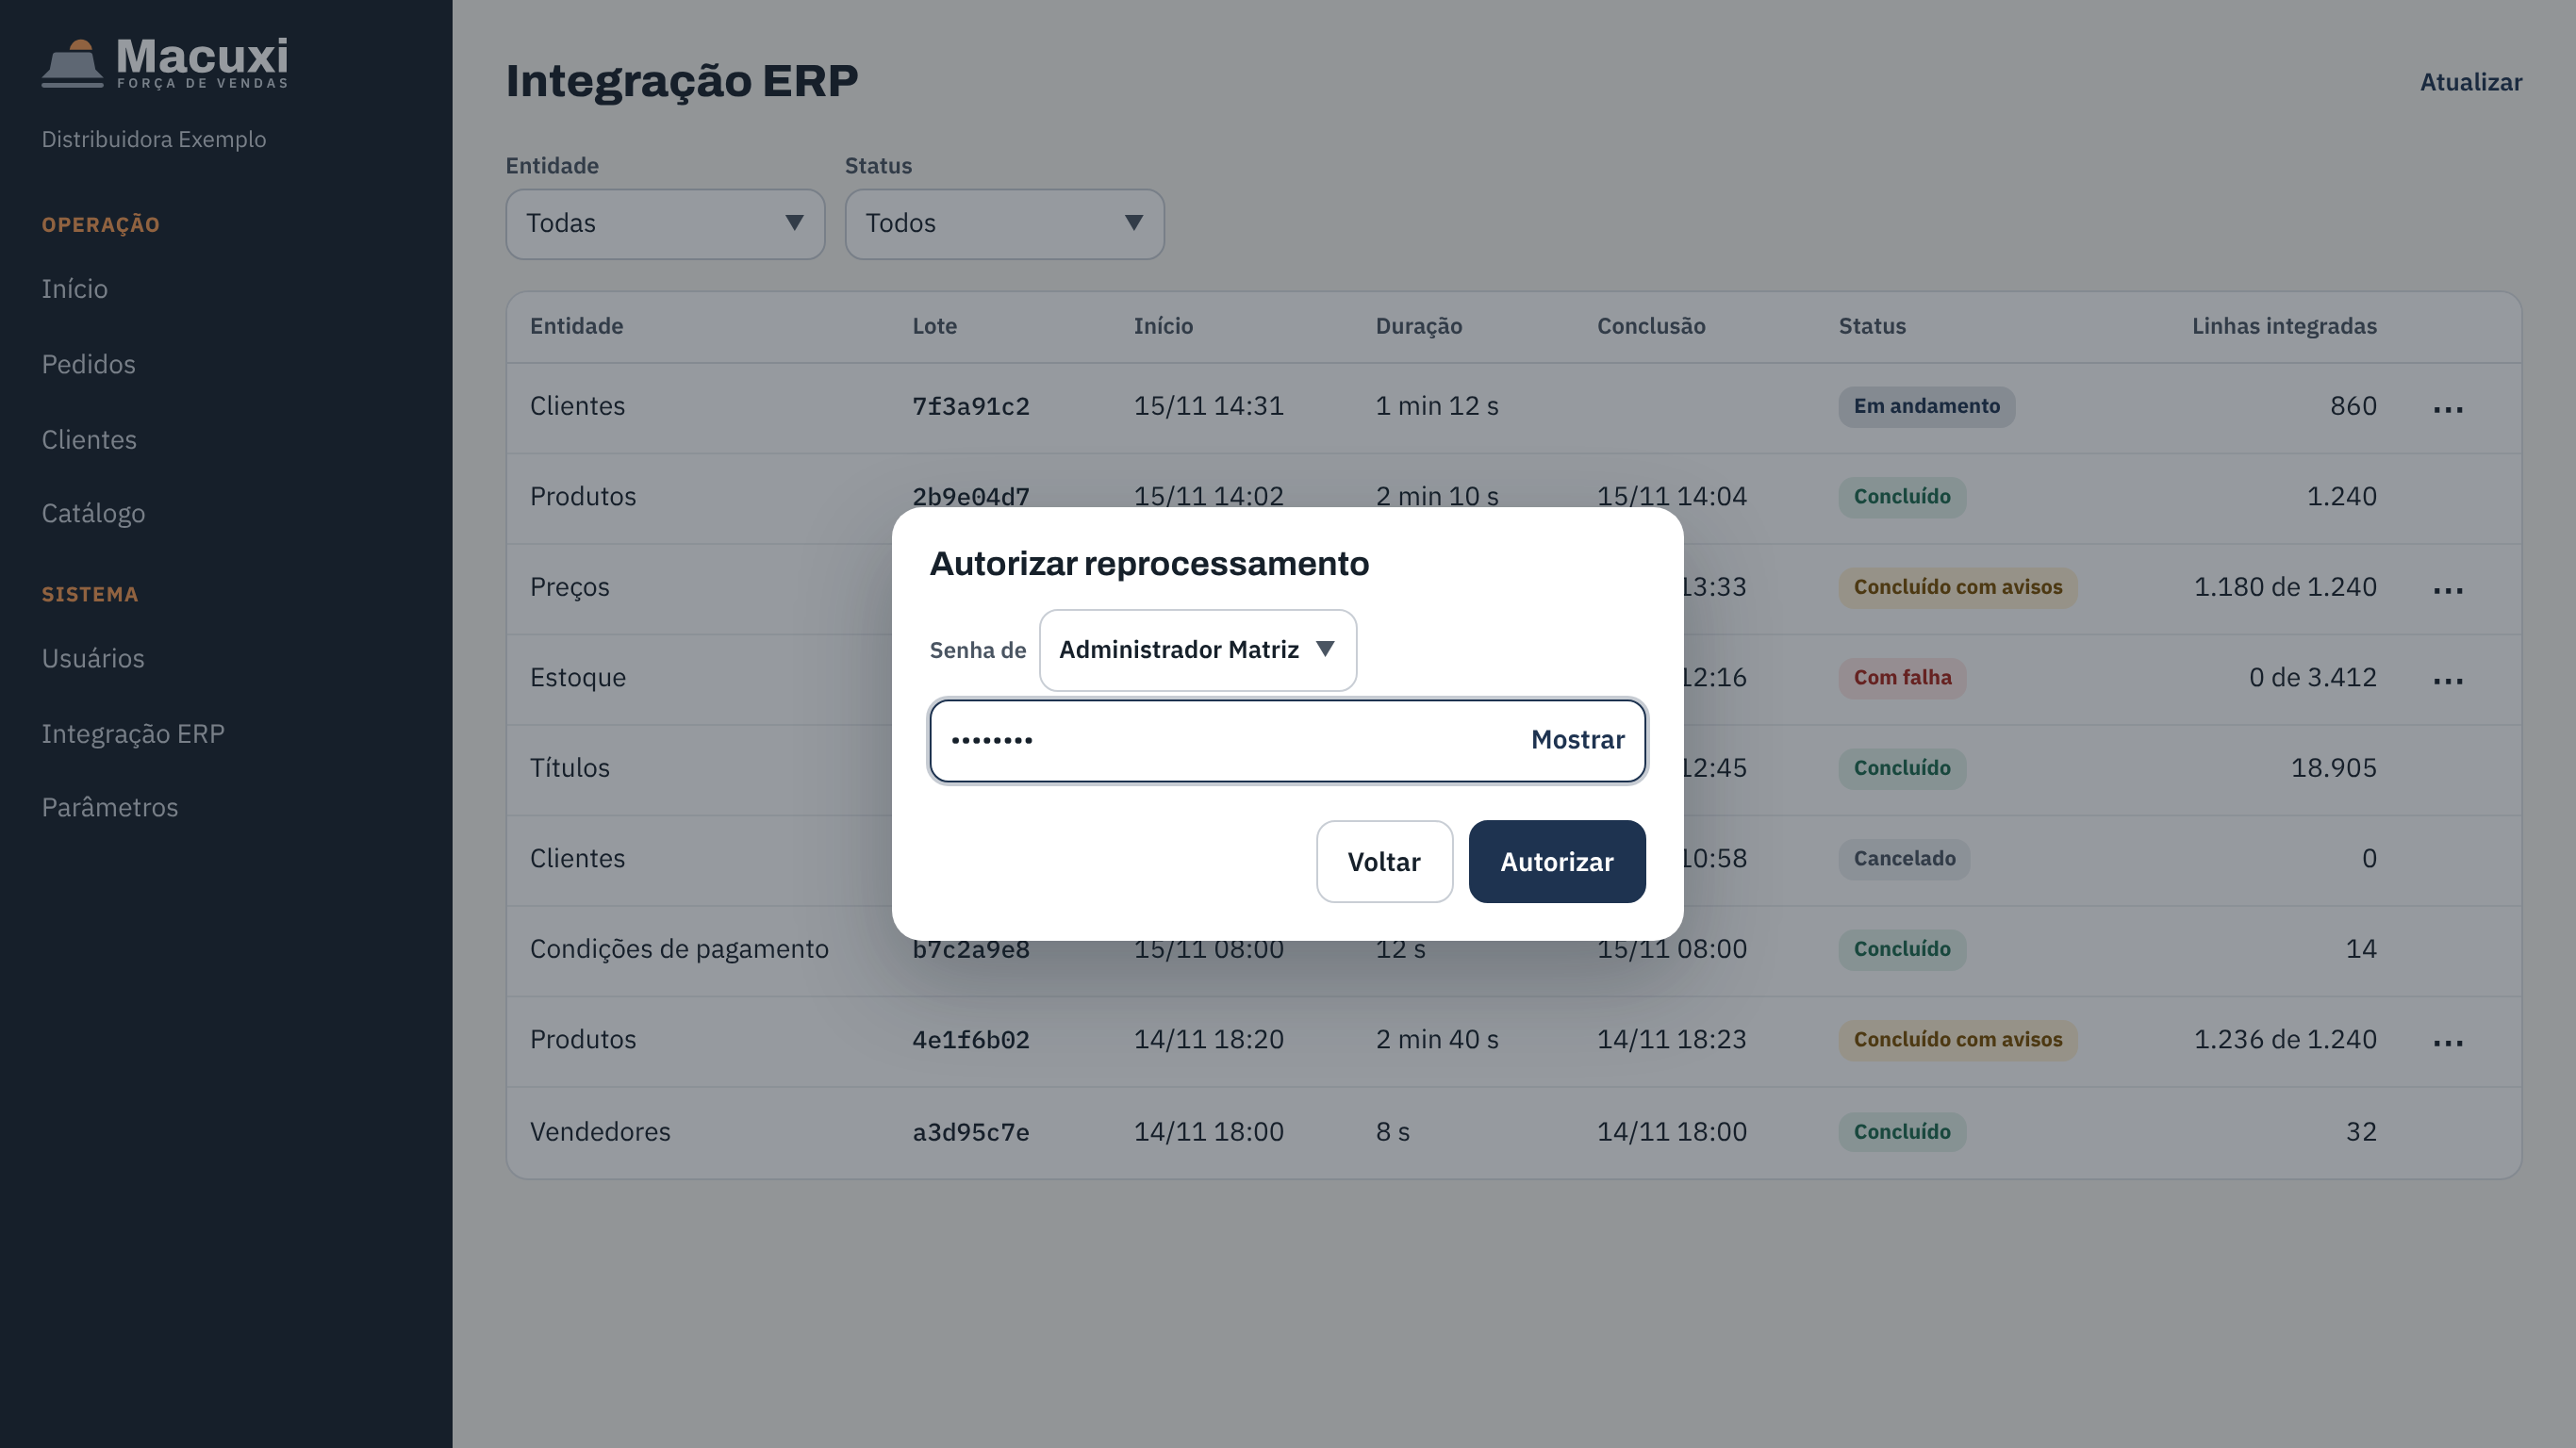 Macuxi
FORÇA DE VENDAS
Distribuidora Exemplo
OPERAÇÃO
Início
Pedidos
Clientes
Catálogo
SISTEMA
Usuários
Integração ERP
Parâmetros
Integração ERP
Atualizar
Entidade Status
Todas Todos
Entidade Lote Início Duração Conclusão Status Linhas integradas
Clientes 7f3a91c2 15/11 14:31 1 min 12 s Em andamento 860 ...
Produtos 2b9e04d7 15/11 14:02 2 min 10 s 15/11 14:04 Concluído 1.240
Preços 13:33 Concluído com avisos 1.180 de 1.240 ...
Estoque 12:16 Com falha 0 de 3.412 ...
Títulos 12:45 Concluído 18.905
Clientes 10:58 Cancelado 0
Condições de pagamento b7c2a9e8 15/11 08:00 12 s 15/11 08:00 Concluído 14
Produtos 4e1f6b02 14/11 18:20 2 min 40 s 14/11 18:23 Concluído com avisos 1.236 de 1.240 ...
Vendedores a3d95c7e 14/11 18:00 8 s 14/11 18:00 Concluído 32
Autorizar reprocessamento
Senha de Administrador Matriz
•••••••• Mostrar
Voltar Autorizar